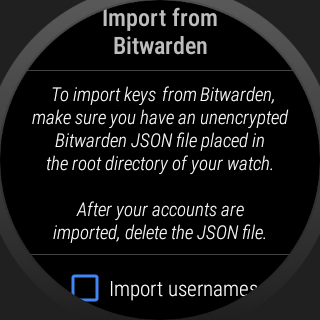 Import from
Bitwarden
To import keys from Bitwarden,
make sure you have an unencrypted
Bitwarden JSON file placed in
the root directory of your watch.
After your accounts are
imported, delete the JSON file.
Import usernames